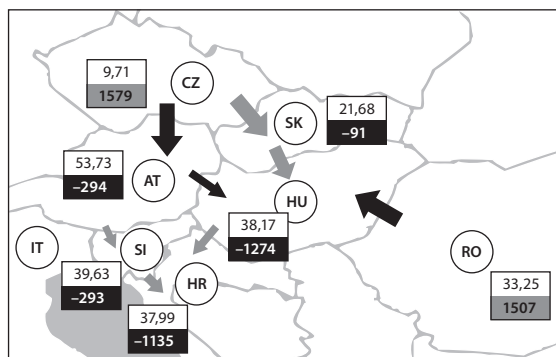 9,71
1579
CZ
SK
21,68
–91
53,73
–294
AT
HU
38,17
–1274
IT
SI
39,63
–293
HR
37,99
–1135
RO
33,25
1507